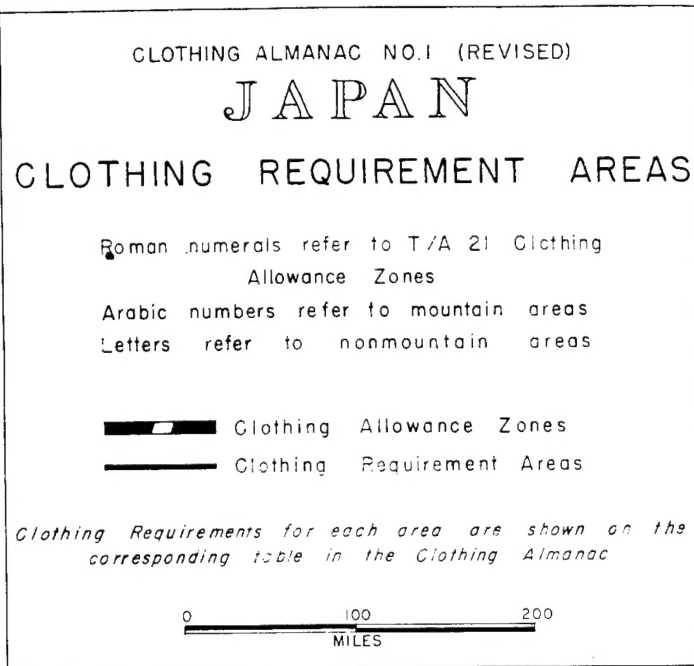 CLOTHING ALMANAC NO.1 (REVISED)
JAPAN
CLOTHING REQUIREMENT AREAS
Roman numerals refer to T/A 21 Clothing
Allowance Zones
Arabic numbers refer to mountain areas
Letters refer to nonmountain areas
Clothing Allowance Zones
Clothing Requirement Areas
Clothing Requirements for each area are shown on the
corresponding table in the Clothing Almanac
0 100 200
MILES